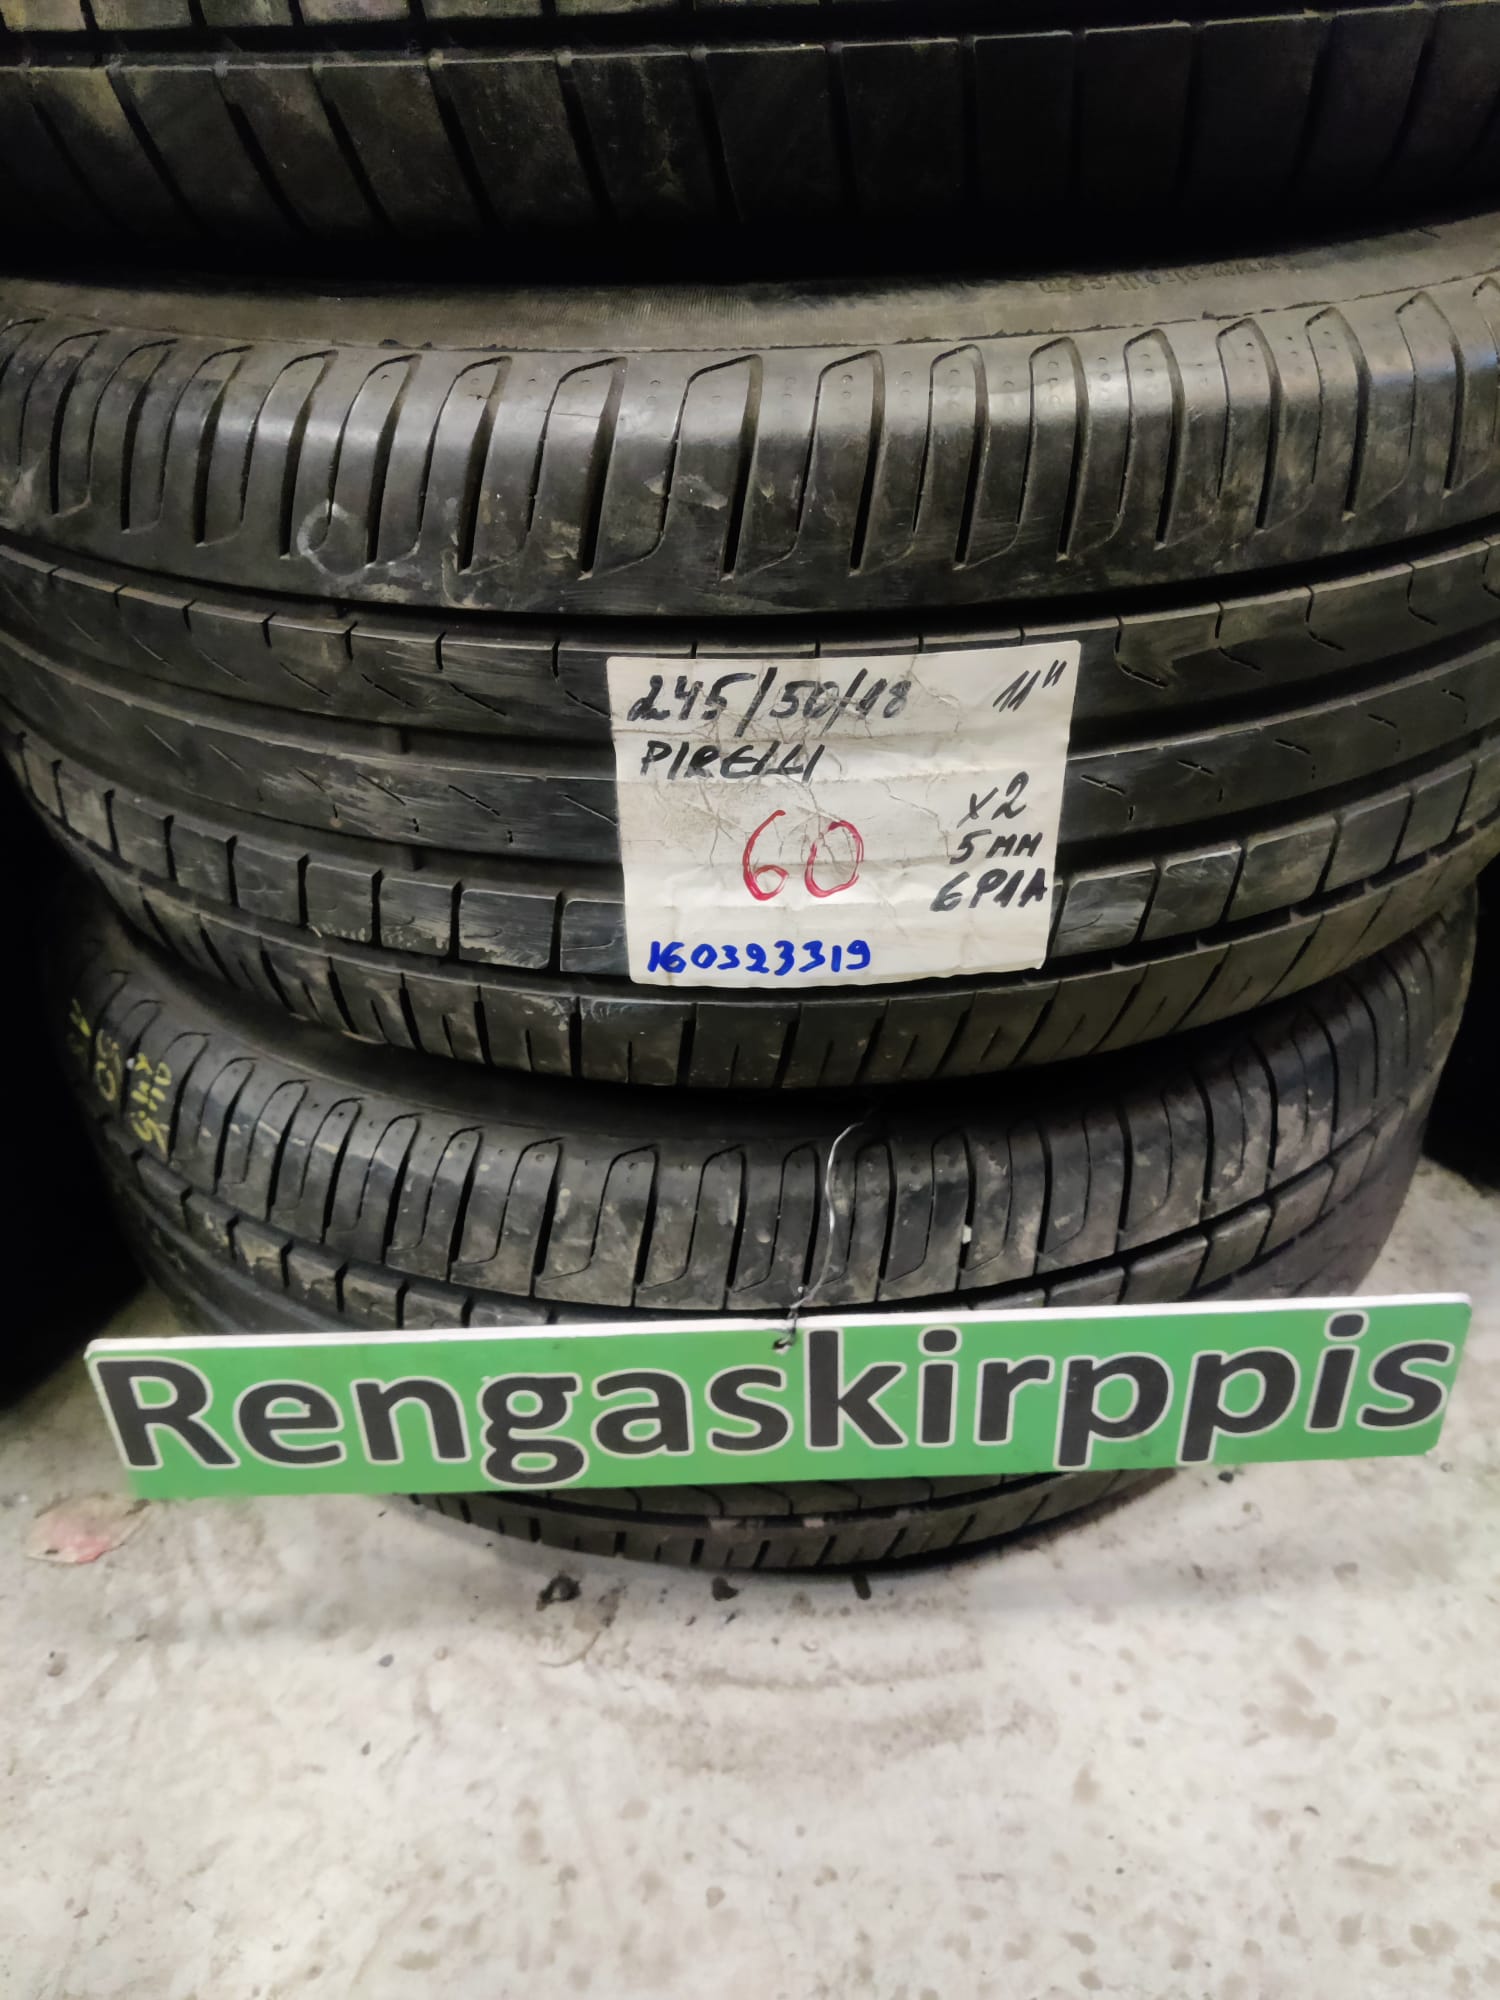 245/50/18 11"
PIRELLI
60
x2
5MM
6P1A
160323319
Rengaskirppis